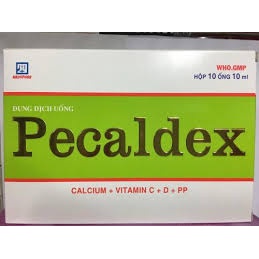 WHO.GMP
HỘP 10 ỐNG 10 ml
DUNG DỊCH UỐNG
Pecaldex
CALCIUM + VITAMIN C + D + PP